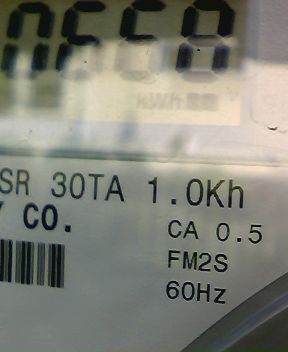 kWh
SR 30TA 1.0Kh
Y CO.
CA 0.5
FM2S
60Hz